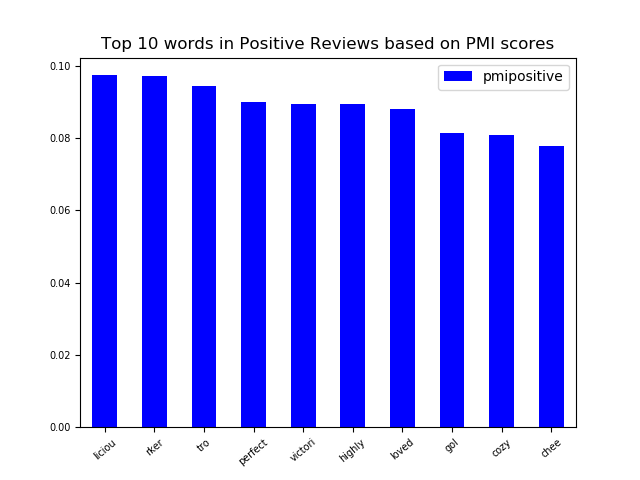 Top 10 words in Positive Reviews based on PMI scores
pmipositive
0.10
0.08
0.06
0.04
0.02
0.00
liciou
rker
tro
perfect
victori
highly
loved
gol
cozy
chee